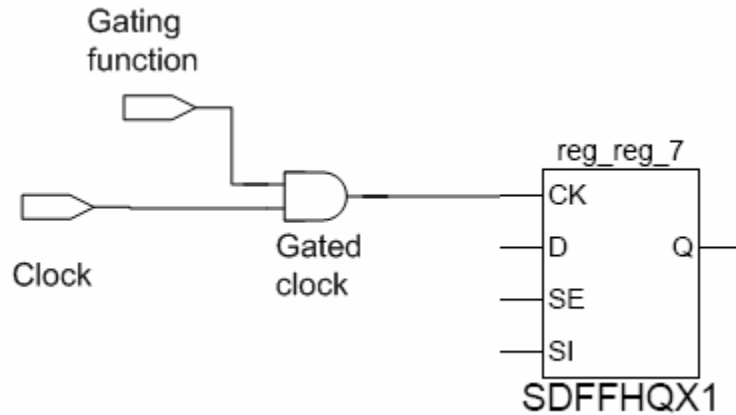 Gating
function
reg_reg_7
CK
D
Q
SE
SI
SDFFHQX1
Gated
clock
Clock